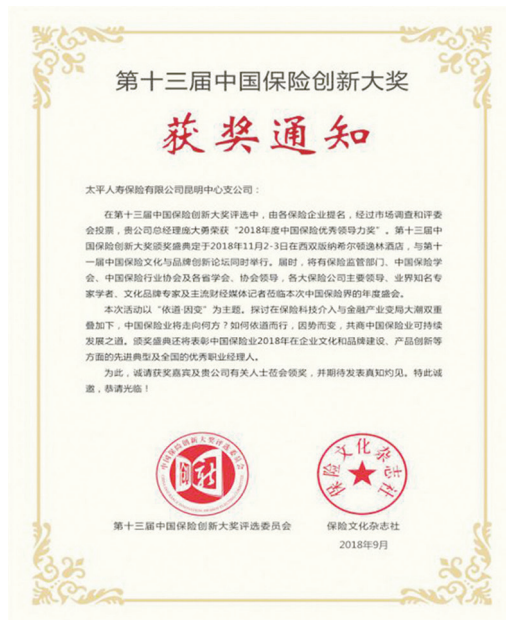 第十三届中国保险创新大奖
获奖通知
太平人寿保险有限公司昆明中心支公司：
在第十三届中国保险创新大奖评选中，由各保险企业提名，经过市场调查和评委
会投票，贵公司总经理庞大勇荣获“2018年度中国保险优秀领导力奖”。第十三届中
国保险创新大奖颁奖盛典定于2018年11月2-3日在西双版纳希尔顿逸林酒店，与第十
一届中国保险文化与品牌创新论坛同时举行。届时，将有保险监管部门、中国保险学
会、中国保险行业协会及各省学会、协会领导，各大保险公司主要领导、业界知名专
家学者、文化品牌专家及主流财经媒体记者莅临本次中国保险界的年度盛会。
本次活动以“依道·因变”为主题。探讨在保险科技介入与金融产业变局大潮双重
叠加下，中国保险业将走向何方？如何依道而行，因势而变，共商中国保险业可持续
发展之道。颁奖盛典还将表彰中国保险业2018年在企业文化和品牌建设、产品创新等
方面的先进典型及全国的优秀职业经理人。
为此，诚请获奖嘉宾及贵公司有关人士莅会领奖，并期待发表真知灼见。特此诚
邀，恭请光临！
中国保险创新大奖评选委员会
保险文化杂志社
第十三届中国保险创新大奖评选委员会
保险文化杂志社
2018年9月